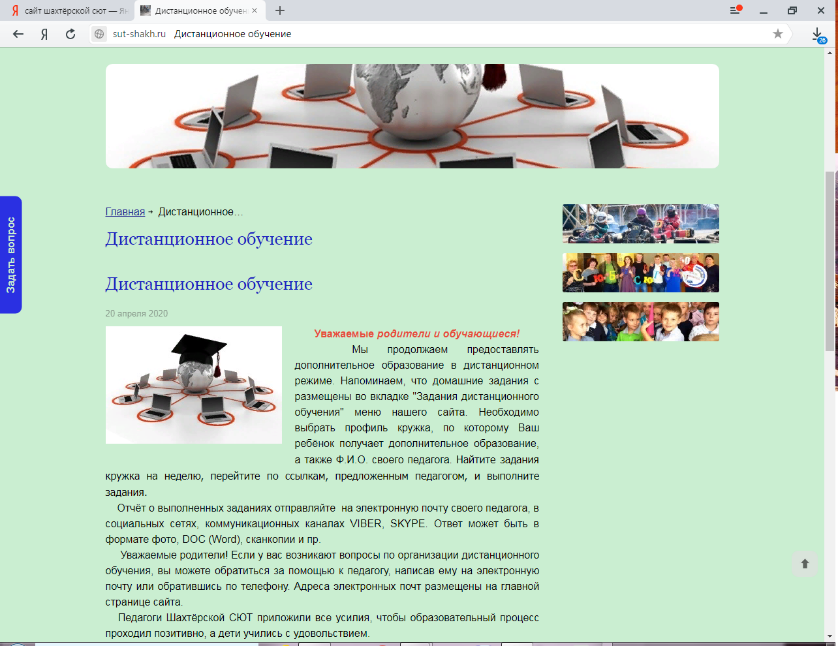 сайт шахтёрской сют — Ян
Дистанционное обучен
sut-shakh.ru Дистанционное обучение
Задать вопрос
Главная → Дистанционное...
Дистанционное обучение
Дистанционное обучение
20 апреля 2020
Уважаемые родители и обучающиеся!
Мы продолжаем предоставлять
дополнительное образование в дистанционном
режиме. Напоминаем, что домашние задания с
размещены во вкладке "Задания дистанционного
обучения" меню нашего сайта. Необходимо
выбрать профиль кружка, по которому Ваш
ребёнок получает дополнительное образование,
а также Ф.И.О. своего педагога. Найтите задания
кружка на неделю, перейтите по ссылкам, предложенным педагогом, и выполните
задания.
Отчёт о выполненных заданиях отправляйте на электронную почту своего педагога, в
социальных сетях, коммуникационных каналах VIBER, SKYPE. Ответ может быть в
формате фото, DOC (Word), сканкопии и пр.
Уважаемые родители! Если у вас возникают вопросы по организации дистанционного
обучения, вы можете обратиться за помощью к педагогу, написав ему на электронную
почту или обратившись по телефону. Адреса электронных почт размещены на главной
странице сайта.
Педагоги Шахтёрской СЮТ приложили все усилия, чтобы образовательный процесс
проходил позитивно, а дети учились с удовольствием.